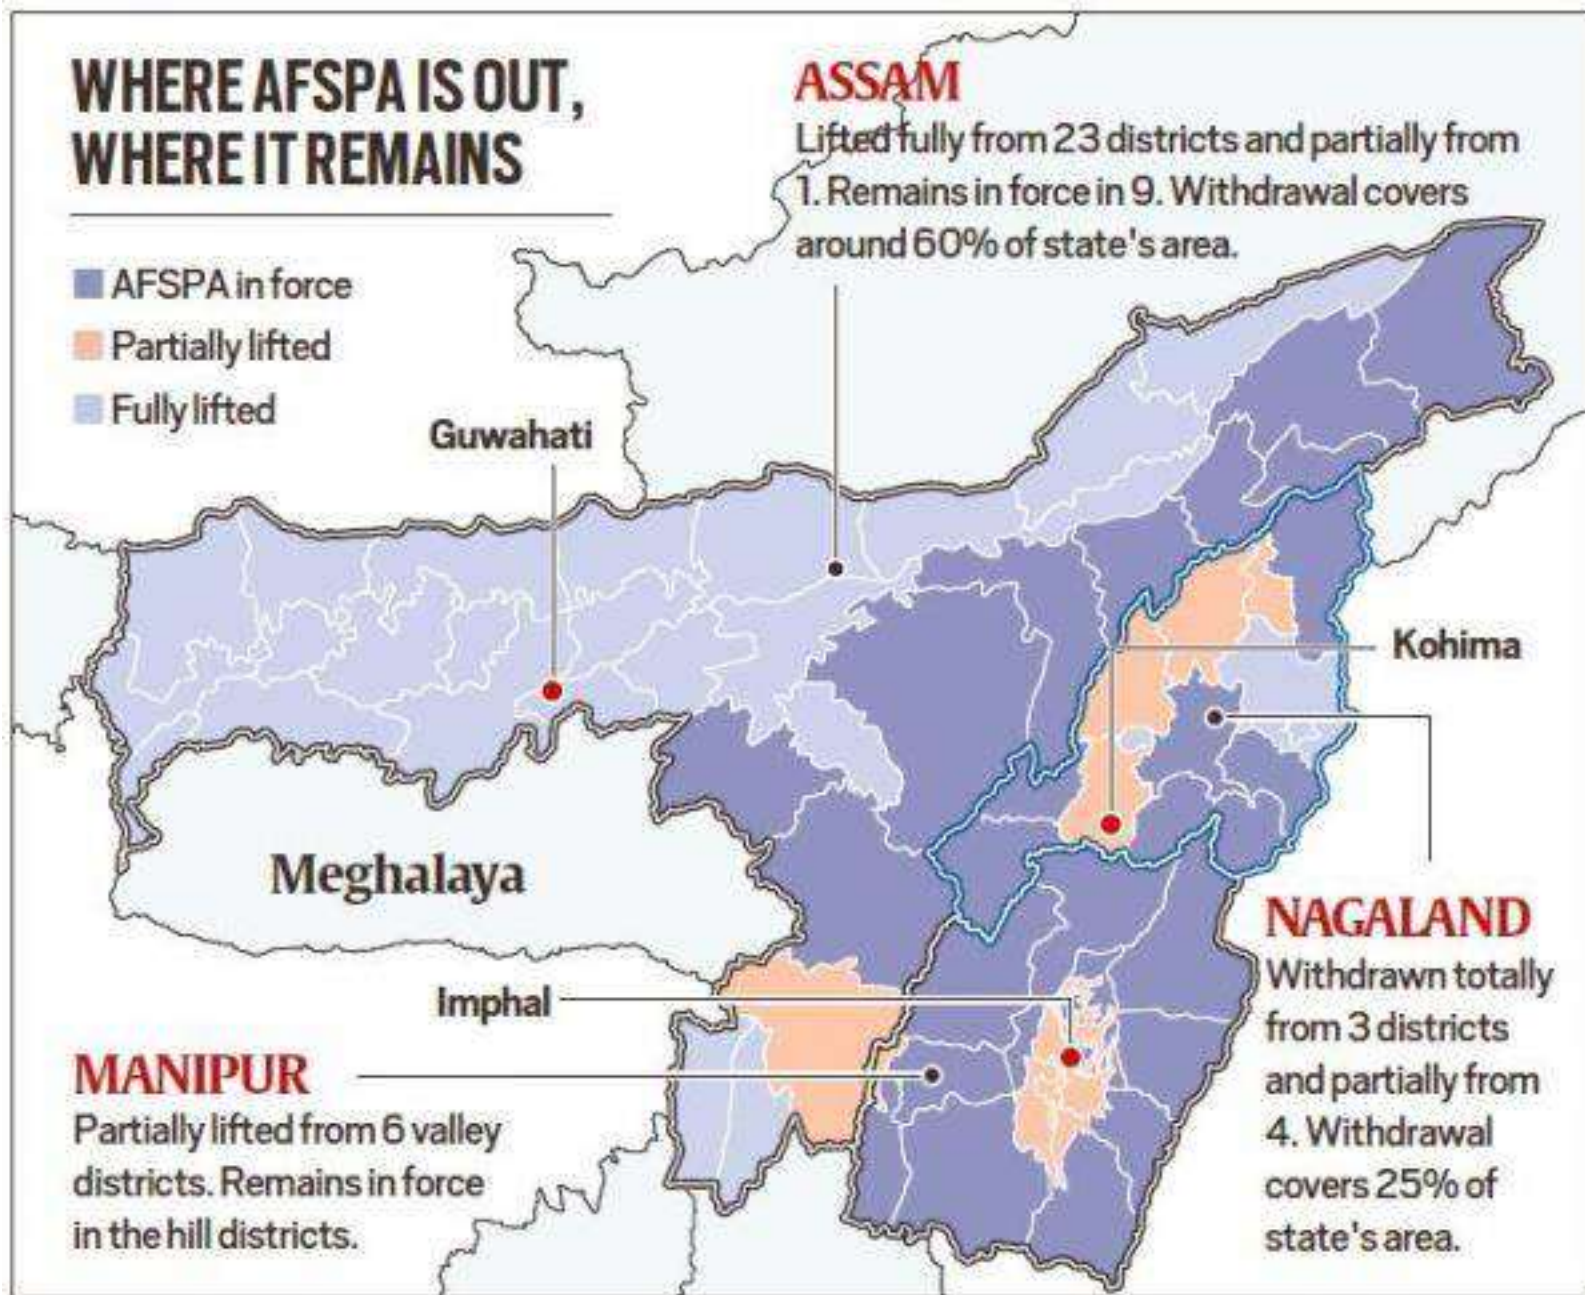 WHERE AFSPA IS OUT,
WHERE IT REMAINS
AFSPA in force
Partially lifted
Fully lifted
ASSAM
Lifted fully from 23 districts and partially from
1. Remains in force in 9. Withdrawal covers
around 60% of state's area.
Guwahati
Kohima
Meghalaya
Imphal
MANIPUR
Partially lifted from 6 valley
districts. Remains in force
in the hill districts.
NAGALAND
Withdrawn totally
from 3 districts
and partially from
4. Withdrawal
covers 25% of
state's area.